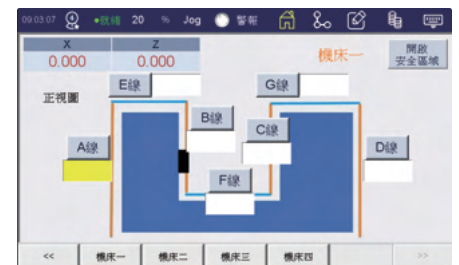 09:03:07 就緒 20 % Jog 警報
X Z
0.000 0.000
機床一
開啟
安全區域
正視圖
E線
G線
B線
C線
A線
D線
F線
<< 機床一 機床二 機床三 機床四 >>